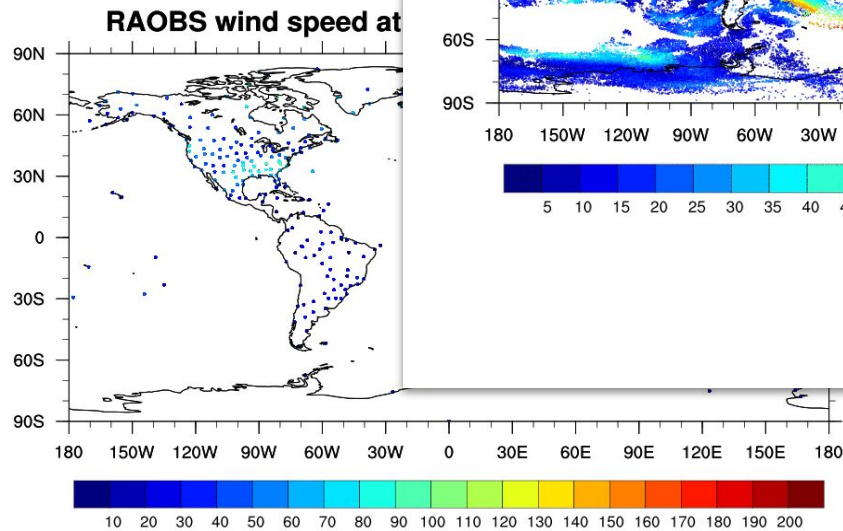 RAOBS wind speed at
90N
60N
30N
0
30S
60S
90S
180 150W 120W 90W 60W 30W 0 30E 60E 90E 120E 150E 180
10 20 30 40 50 60 70 80 90 100 110 120 130 140 150 160 170 180 190 200
60S
90S
180 150W 120W 90W 60W 30W
5 10 15 20 25 30 35 40